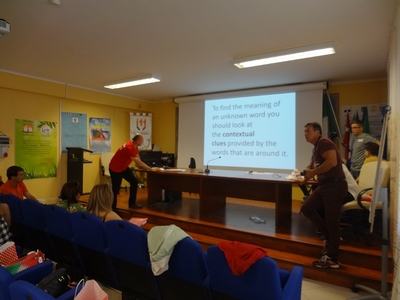 To find the meaning of
an unknown word you
should look at
the contextual
clues provided by the
words that are around it.